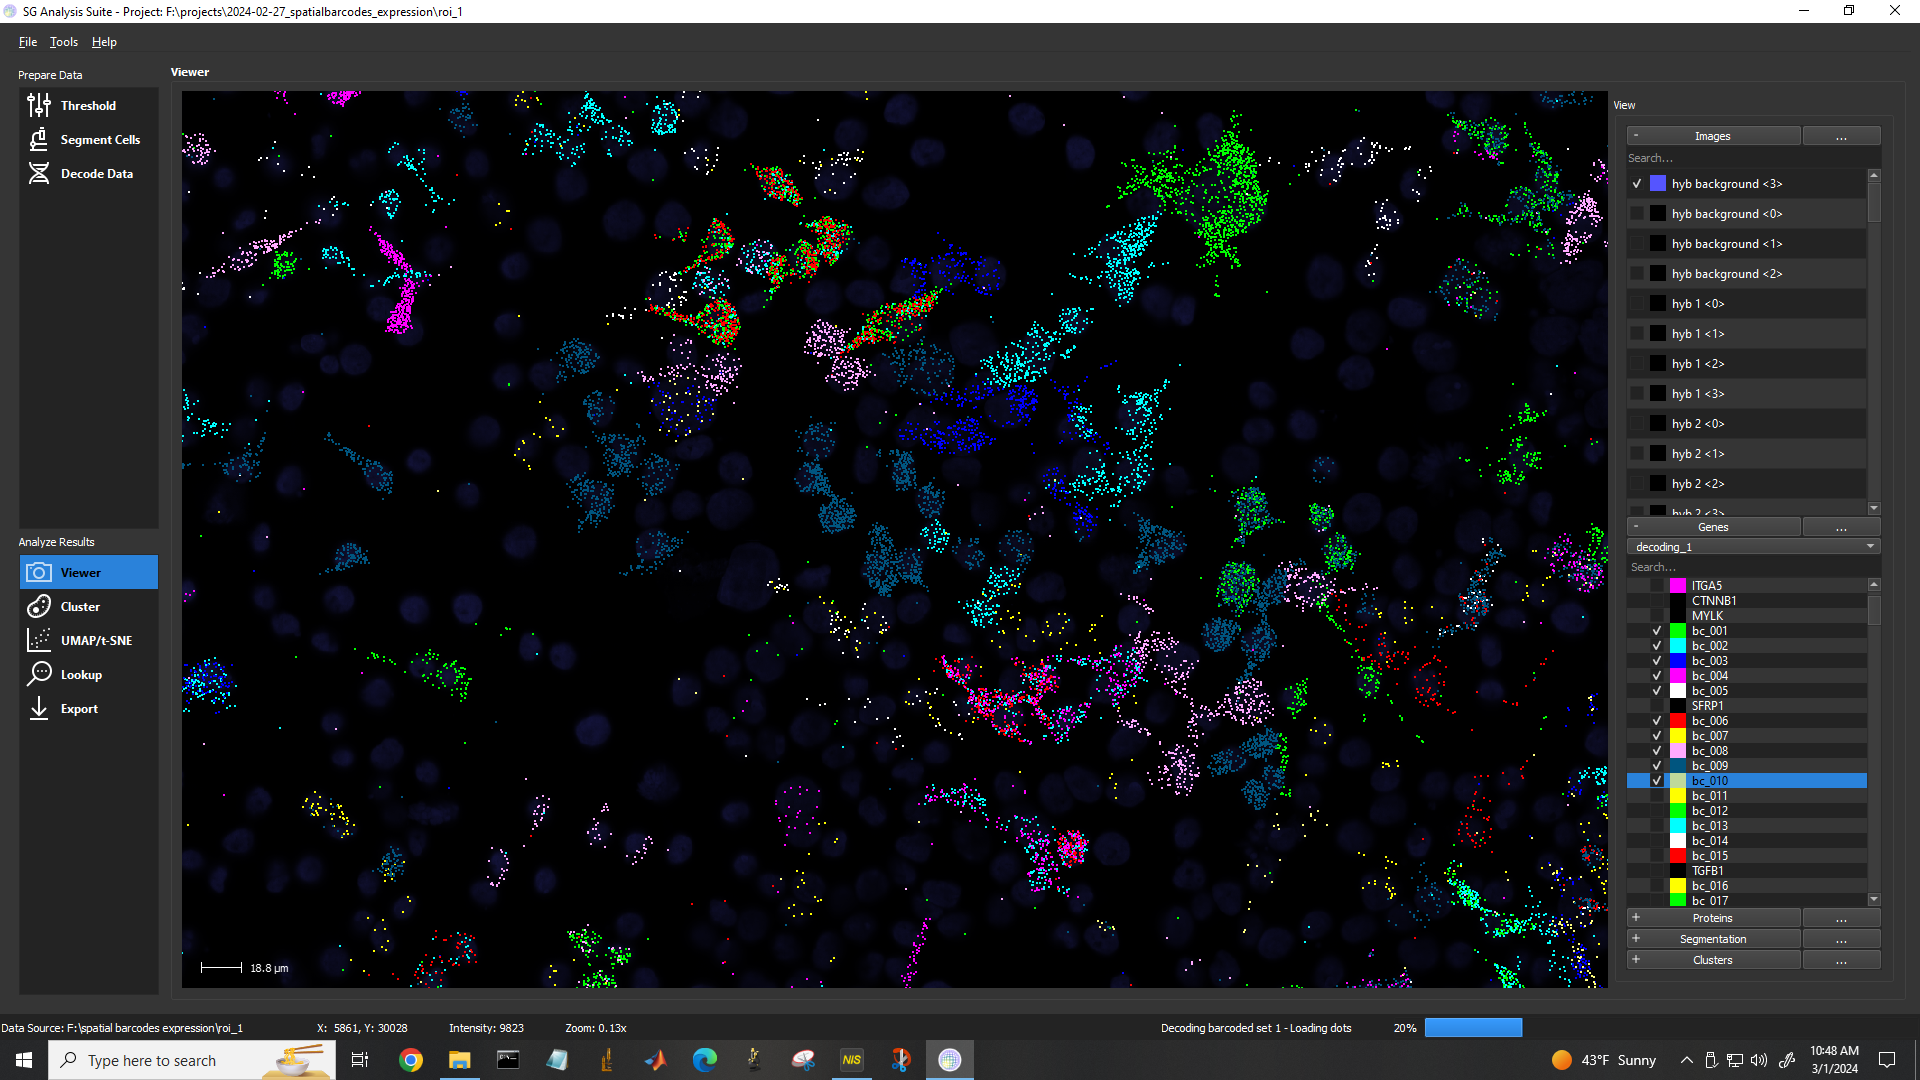 SG Analysis Suite - Project: F:\projects\2024-02-27_spatialbarcodes_expression\roi_1
File Tools Help
Prepare Data
Threshold
Segment Cells
Decode Data
Analyze Results
Viewer
Cluster
UMAP/t-SNE
Lookup
Export
Viewer
18.8 µm
View
- Images ...
Search...
hyb background <3>
hyb background <0>
hyb background <1>
hyb background <2>
hyb 1 <0>
hyb 1 <1>
hyb 1 <2>
hyb 1 <3>
hyb 2 <0>
hyb 2 <1>
hyb 2 <2>
hyb 2 <3>
- Genes ...
decoding_1
Search...
ITGA5
CTNNB1
MYLK
bc_001
bc_002
bc_003
bc_004
bc_005
SFRP1
bc_006
bc_007
bc_008
bc_009
bc_010
bc_011
bc_012
bc_013
bc_014
bc_015
TGFB1
bc_016
bc_017
+ Proteins ...
+ Segmentation ...
+ Clusters ...
Data Source: F:\spatial barcodes expression\roi_1 X: 5861, Y: 30028 Intensity: 9823 Zoom: 0.13x Decoding barcoded set 1 - Loading dots 20%
Type here to search
NIS
43°F Sunny
10:48 AM
3/1/2024